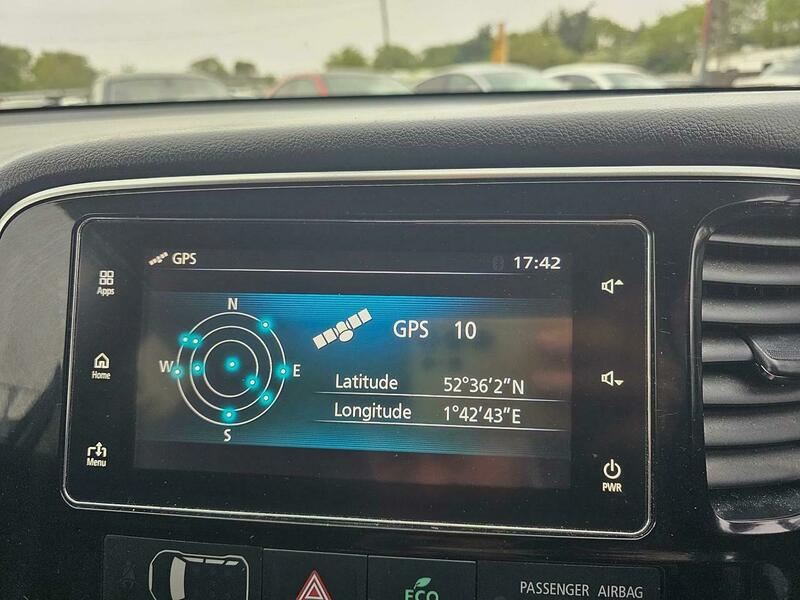 GPS 17:42
Apps
N
GPS 10
W E
Home
Latitude 52°36'2"N
Longitude 1°42'43"E
S
Menu
PWR
ECO
PASSENGER AIRBAG